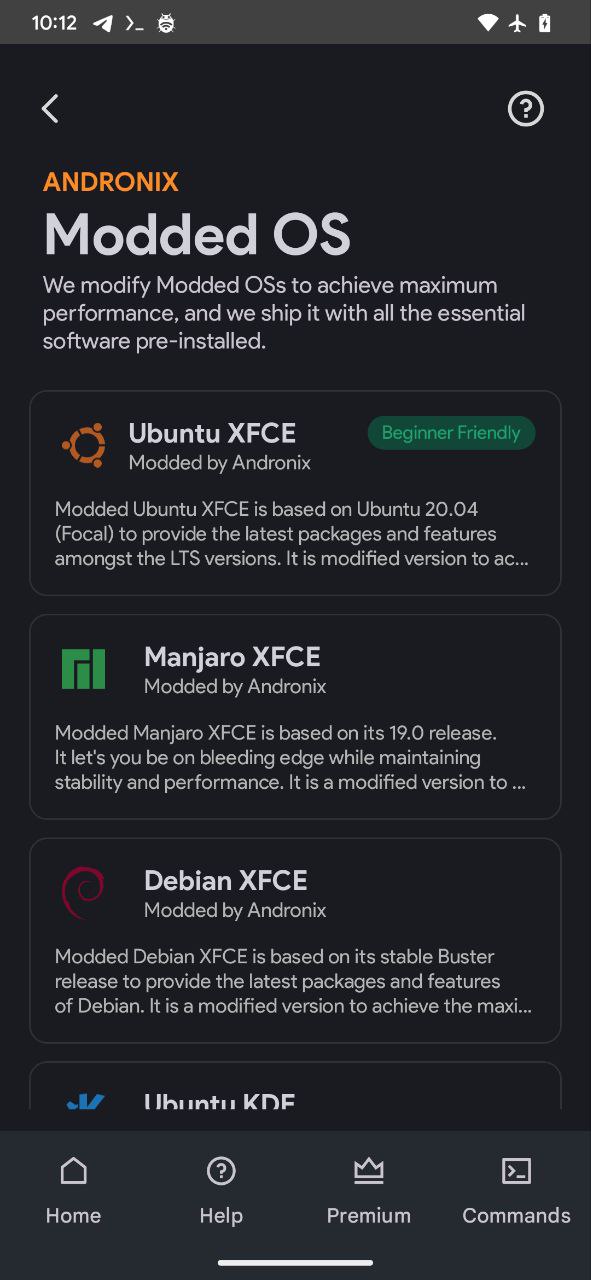 10:12
ANDRONIX
Modded OS
We modify Modded OSs to achieve maximum
performance, and we ship it with all the essential
software pre-installed.
Ubuntu XFCE
Beginner Friendly
Modded by Andronix
Modded Ubuntu XFCE is based on Ubuntu 20.04
(Focal) to provide the latest packages and features
amongst the LTS versions. It is modified version to ac...
Manjaro XFCE
Modded by Andronix
Modded Manjaro XFCE is based on its 19.0 release.
It let's you be on bleeding edge while maintaining
stability and performance. It is a modified version to ...
Debian XFCE
Modded by Andronix
Modded Debian XFCE is based on its stable Buster
release to provide the latest packages and features
of Debian. It is a modified version to achieve the maxi...
Ubuntu KDE
Home
Help
Premium
Commands